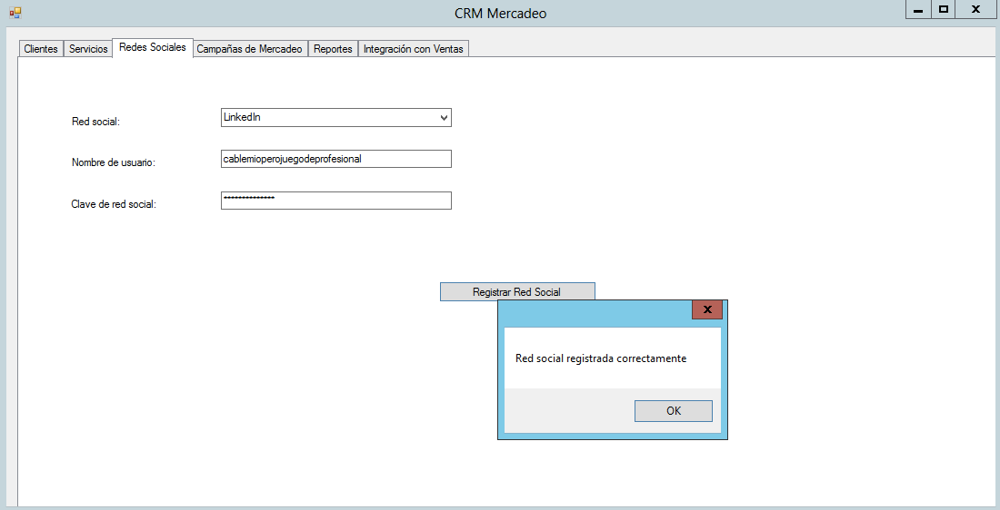 CRM Mercadeo
Clientes Servicios Redes Sociales Campañas de Mercadeo Reportes Integración con Ventas
Red social: LinkedIn
Nombre de usuario: cablemioperojuegodeprofesional
Clave de red social: **************
Registrar Red Social
Red social registrada correctamente
OK